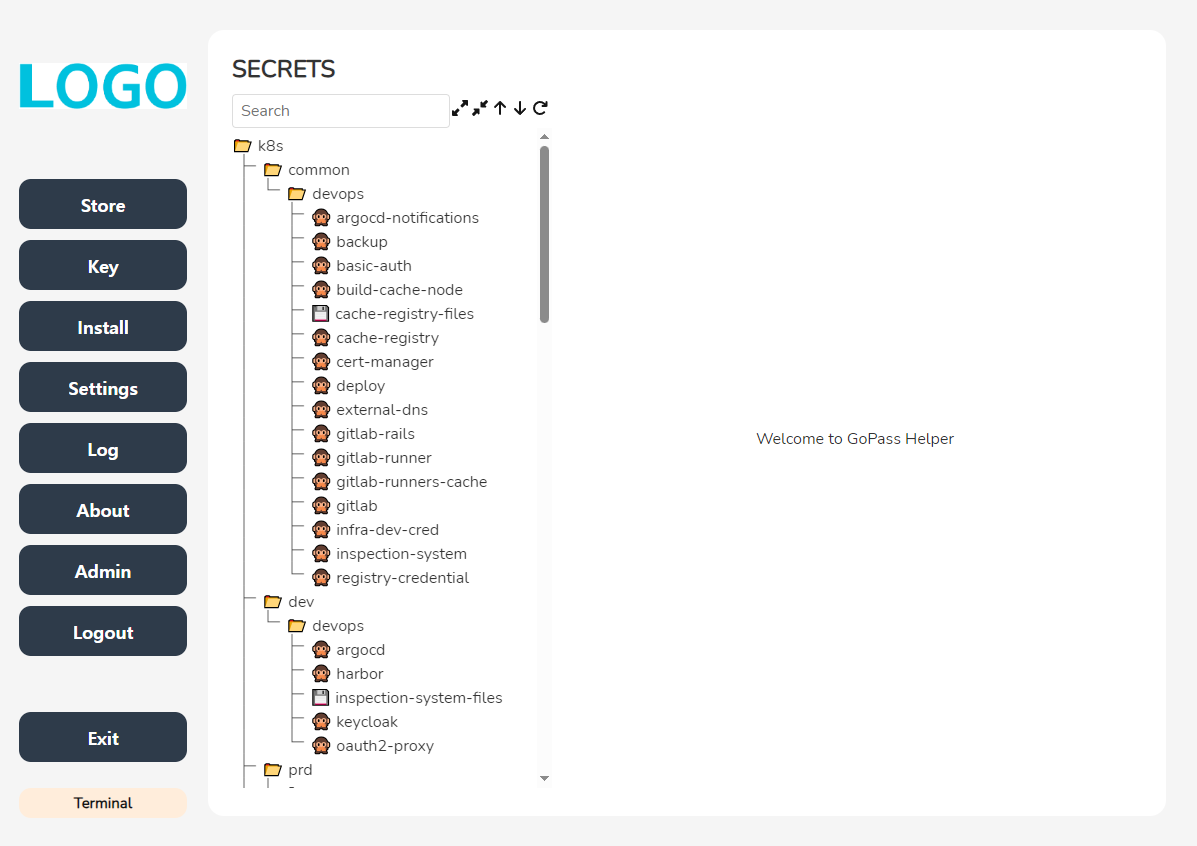 LOGO
Store
Key
Install
Settings
Log
About
Admin
Logout
Exit
Terminal
SECRETS
Search
k8s
common
devops
argocd-notifications
backup
basic-auth
build-cache-node
cache-registry-files
cache-registry
cert-manager
deploy
external-dns
gitlab-rails
gitlab-runner
gitlab-runners-cache
gitlab
infra-dev-cred
inspection-system
registry-credential
dev
devops
argocd
harbor
inspection-system-files
keycloak
oauth2-proxy
prd
Welcome to GoPass Helper